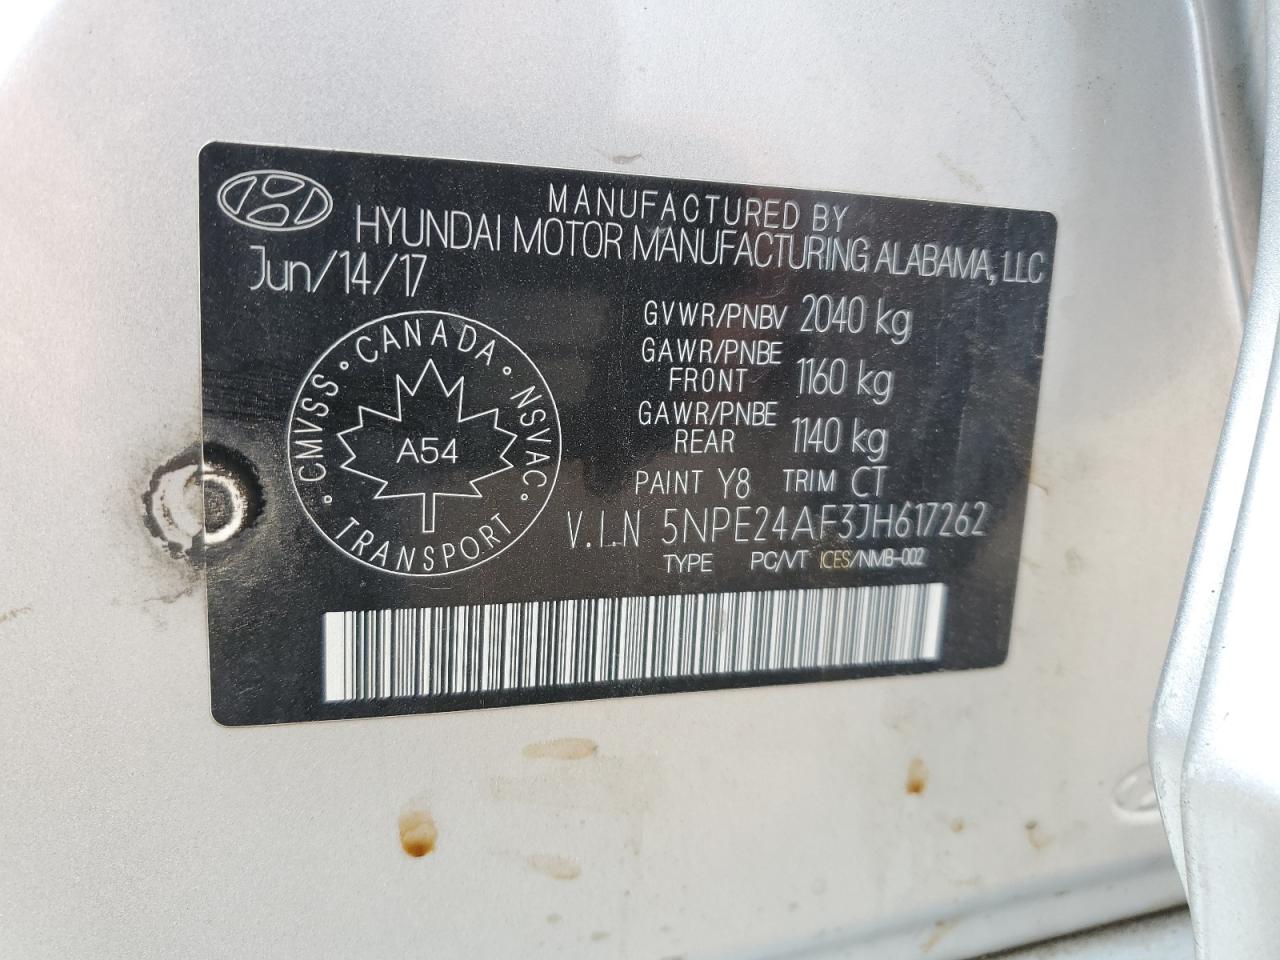 MANUFACTURED BY
HYUNDAI MOTOR MANUFACTURING ALABAMA, LLC
Jun/14/17
GVWR/PNBV 2040 kg
GAWR/PNBE FRONT 1160 kg
GAWR/PNBE REAR 1140 kg
PAINT Y8 TRIM CT
V.I.N 5NPE24AF3JH617262
TYPE PC/VT ICES/NMB-002
CANADA
CMVSS
NSVAC
TRANSPORT
A54